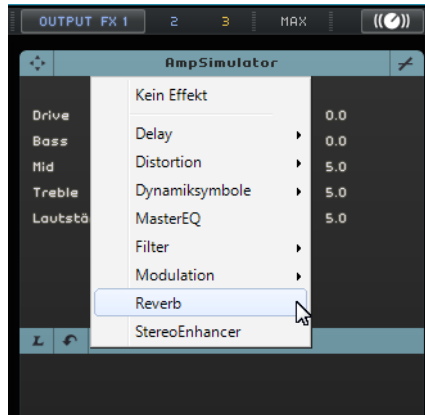 OUTPUT FX 1 2 3 MAX
AmpSimulator
Kein Effekt
Drive 0.0
Delay
Bass 0.0
Distortion
Mid 5.0
Dynamiksymbole
Treble 5.0
MasterEQ
Lautstä 5.0
Filter
Modulation
Reverb
StereoEnhancer
L